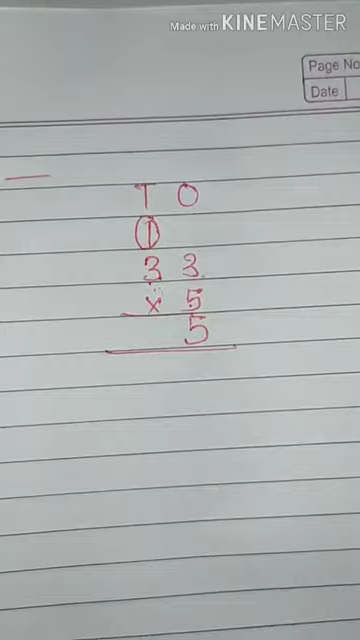 Made with KINEMASTER
Page No
Date
T O
1
3 3
× 5
5